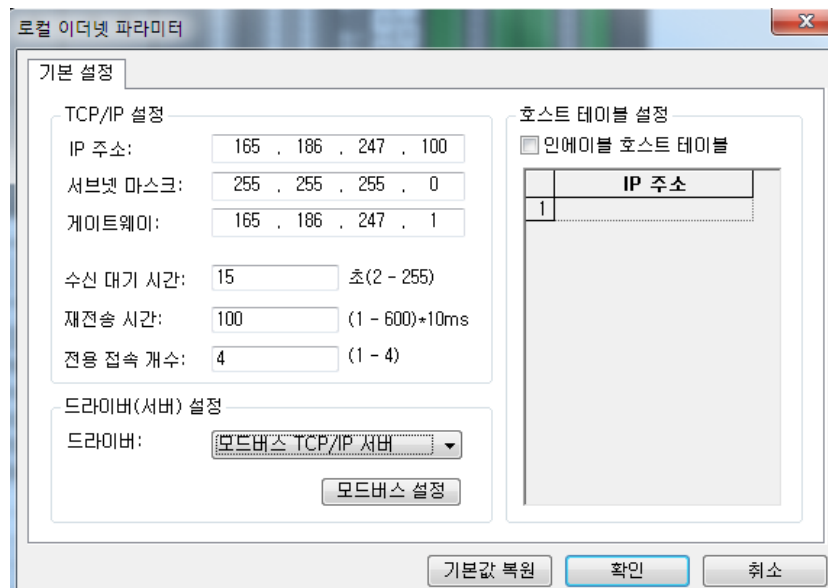 로컬 이더넷 파라미터
x
기본 설정
TCP/IP 설정
IP 주소: 165 . 186 . 247 . 100
서브넷 마스크: 255 . 255 . 255 . 0
게이트웨이: 165 . 186 . 247 . 1
수신 대기 시간: 15 초(2 - 255)
재전송 시간: 100 (1 - 600)*10ms
전용 접속 개수: 4 (1 - 4)
드라이버(서버) 설정
드라이버: 모드버스 TCP/IP 서버
모드버스 설정
호스트 테이블 설정
인에이블 호스트 테이블
IP 주소
1
기본값 복원 확인 취소